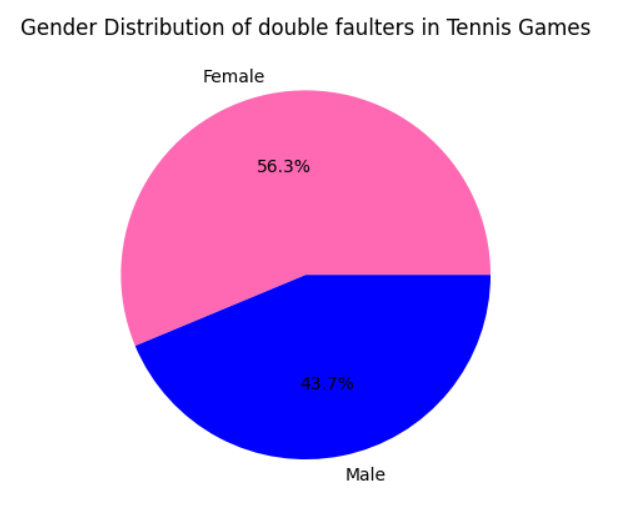 Gender Distribution of double faulters in Tennis Games
Female
56.3%
43.7%
Male